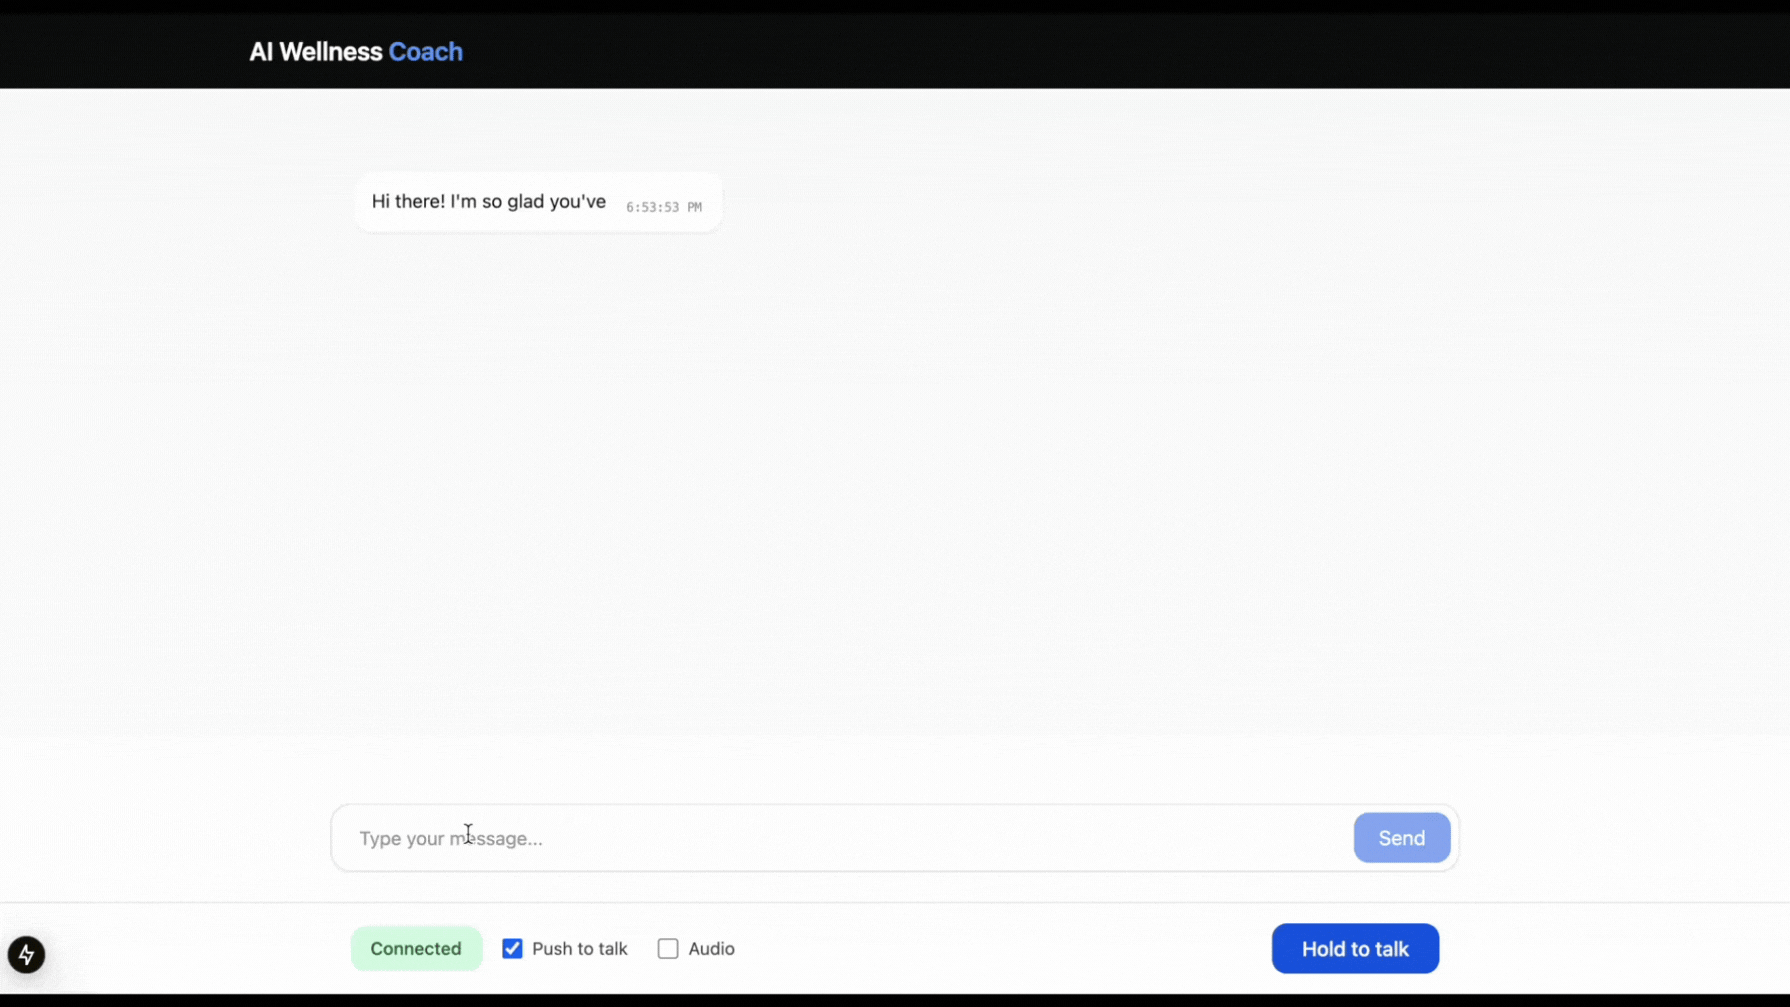 AI Wellness Coach
Hi there! I'm so glad you've 6:53:53 PM
Type your message...
Send
Connected
Push to talk
Audio
Hold to talk